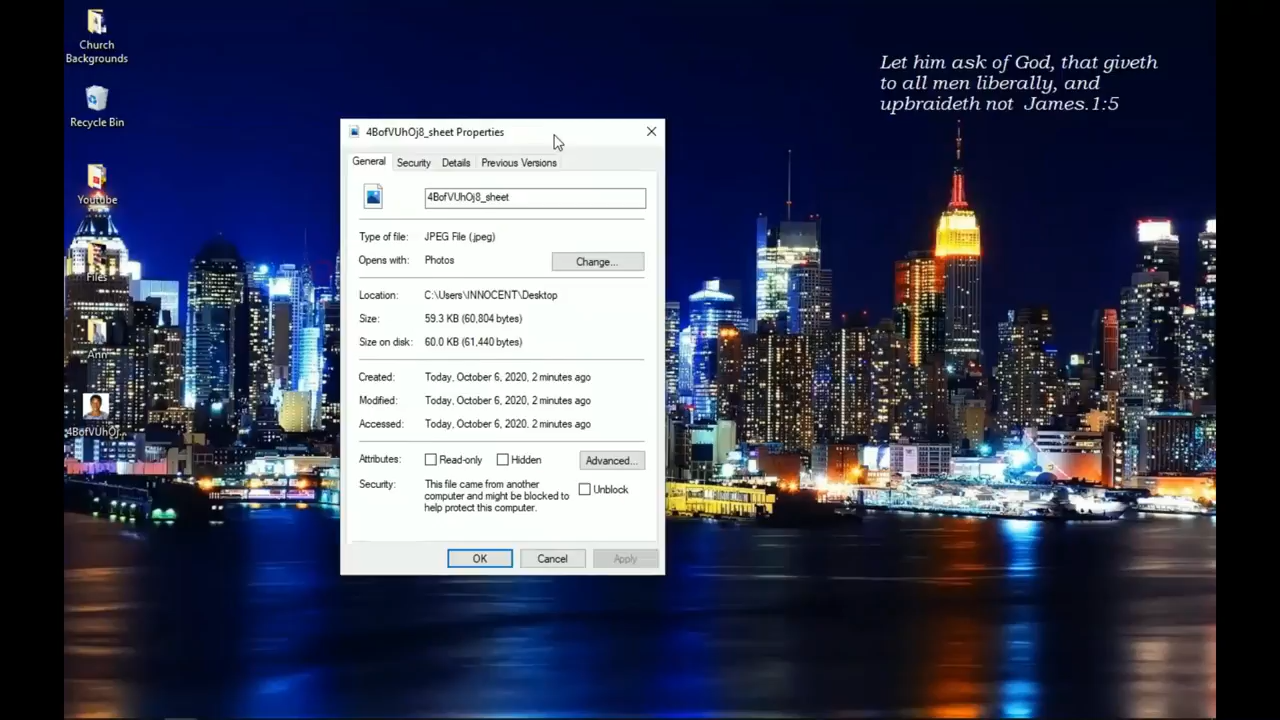 Church
Backgrounds
Recycle Bin
Youtube
Files
Ann
4BofVUhOj...
Let him ask of God, that giveth
to all men liberally, and
upbraideth not James.1:5
4BofVUhOj8_sheet Properties
General Security Details Previous Versions
4BofVUhOj8_sheet
Type of file: JPEG File (.jpeg)
Opens with: Photos Change...
Location: C:\Users\INNOCENT\Desktop
Size: 59.3 KB (60,804 bytes)
Size on disk: 60.0 KB (61,440 bytes)
Created: Today, October 6, 2020, 2 minutes ago
Modified: Today, October 6, 2020, 2 minutes ago
Accessed: Today, October 6, 2020, 2 minutes ago
Attributes: Read-only Hidden Advanced...
Security: This file came from another
computer and might be blocked to
help protect this computer.
Unblock
OK Cancel Apply